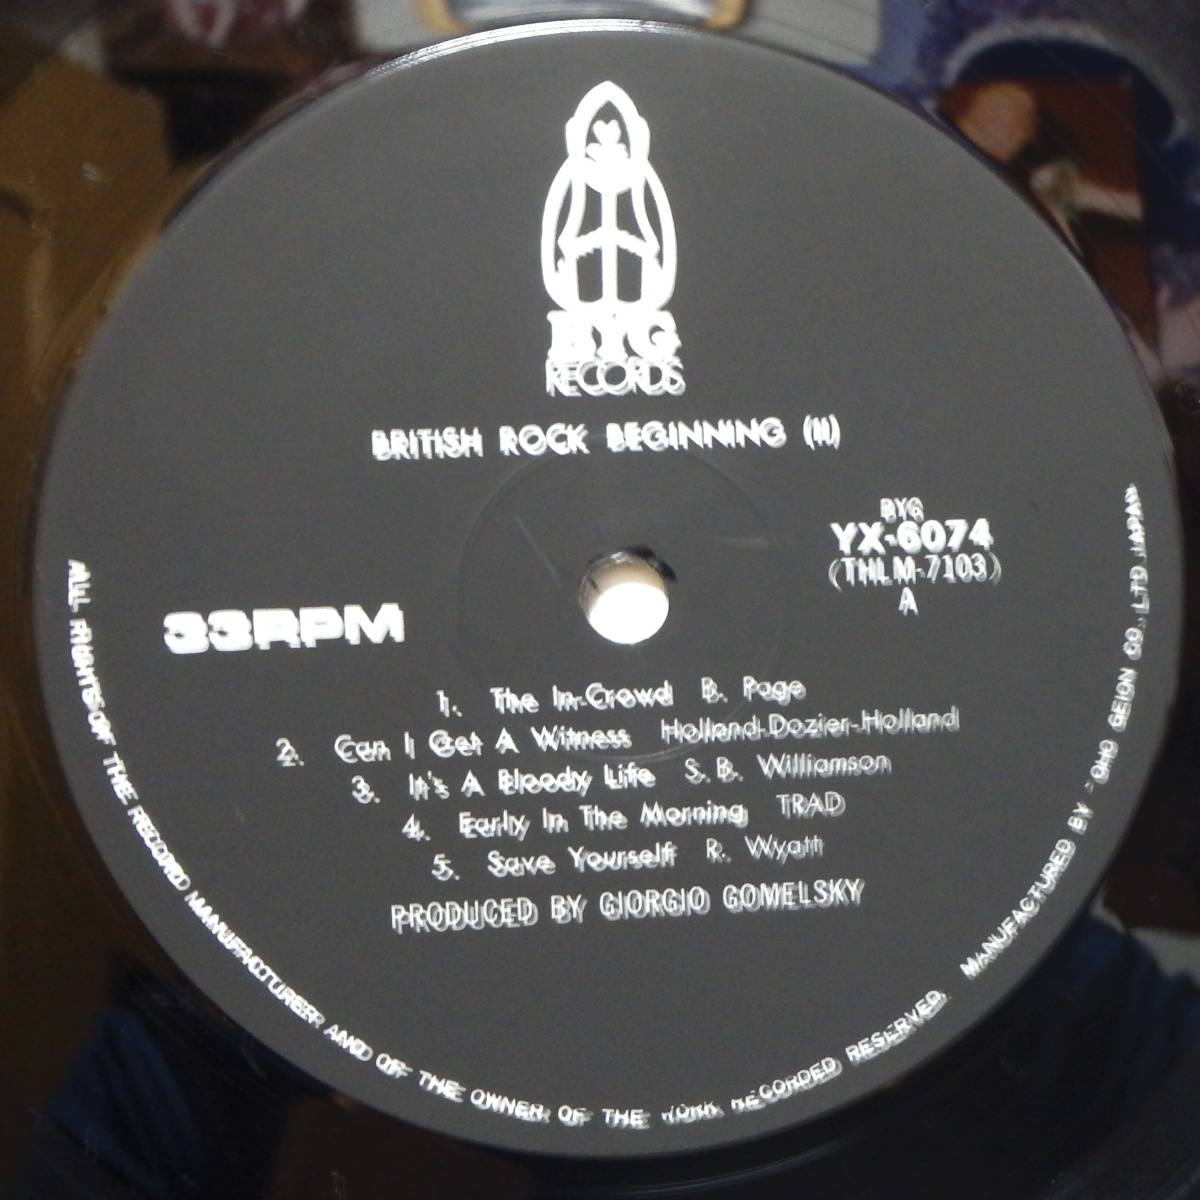 BYG
RECORDS
BRITISH ROCK BEGINNING (II)
BYG
YX-6074
(THLM-7103)
A
33RPM
1. The In-Crowd B. Page
2. Can I Get A Witness Holland-Dozier-Holland
3. It's A Bloody Life S. B. Williamson
4. Early In The Morning TRAD
5. Save Yourself R. Wyatt
PRODUCED BY GIORGIO GOMELSKY
ALL RIGHTS OF THE RECORD MANUFACTURER AND OF THE OWNER OF THE WORK RECORDED RESERVED. MANUFACTURED BY TOHO GEION CO., LTD JAPAN